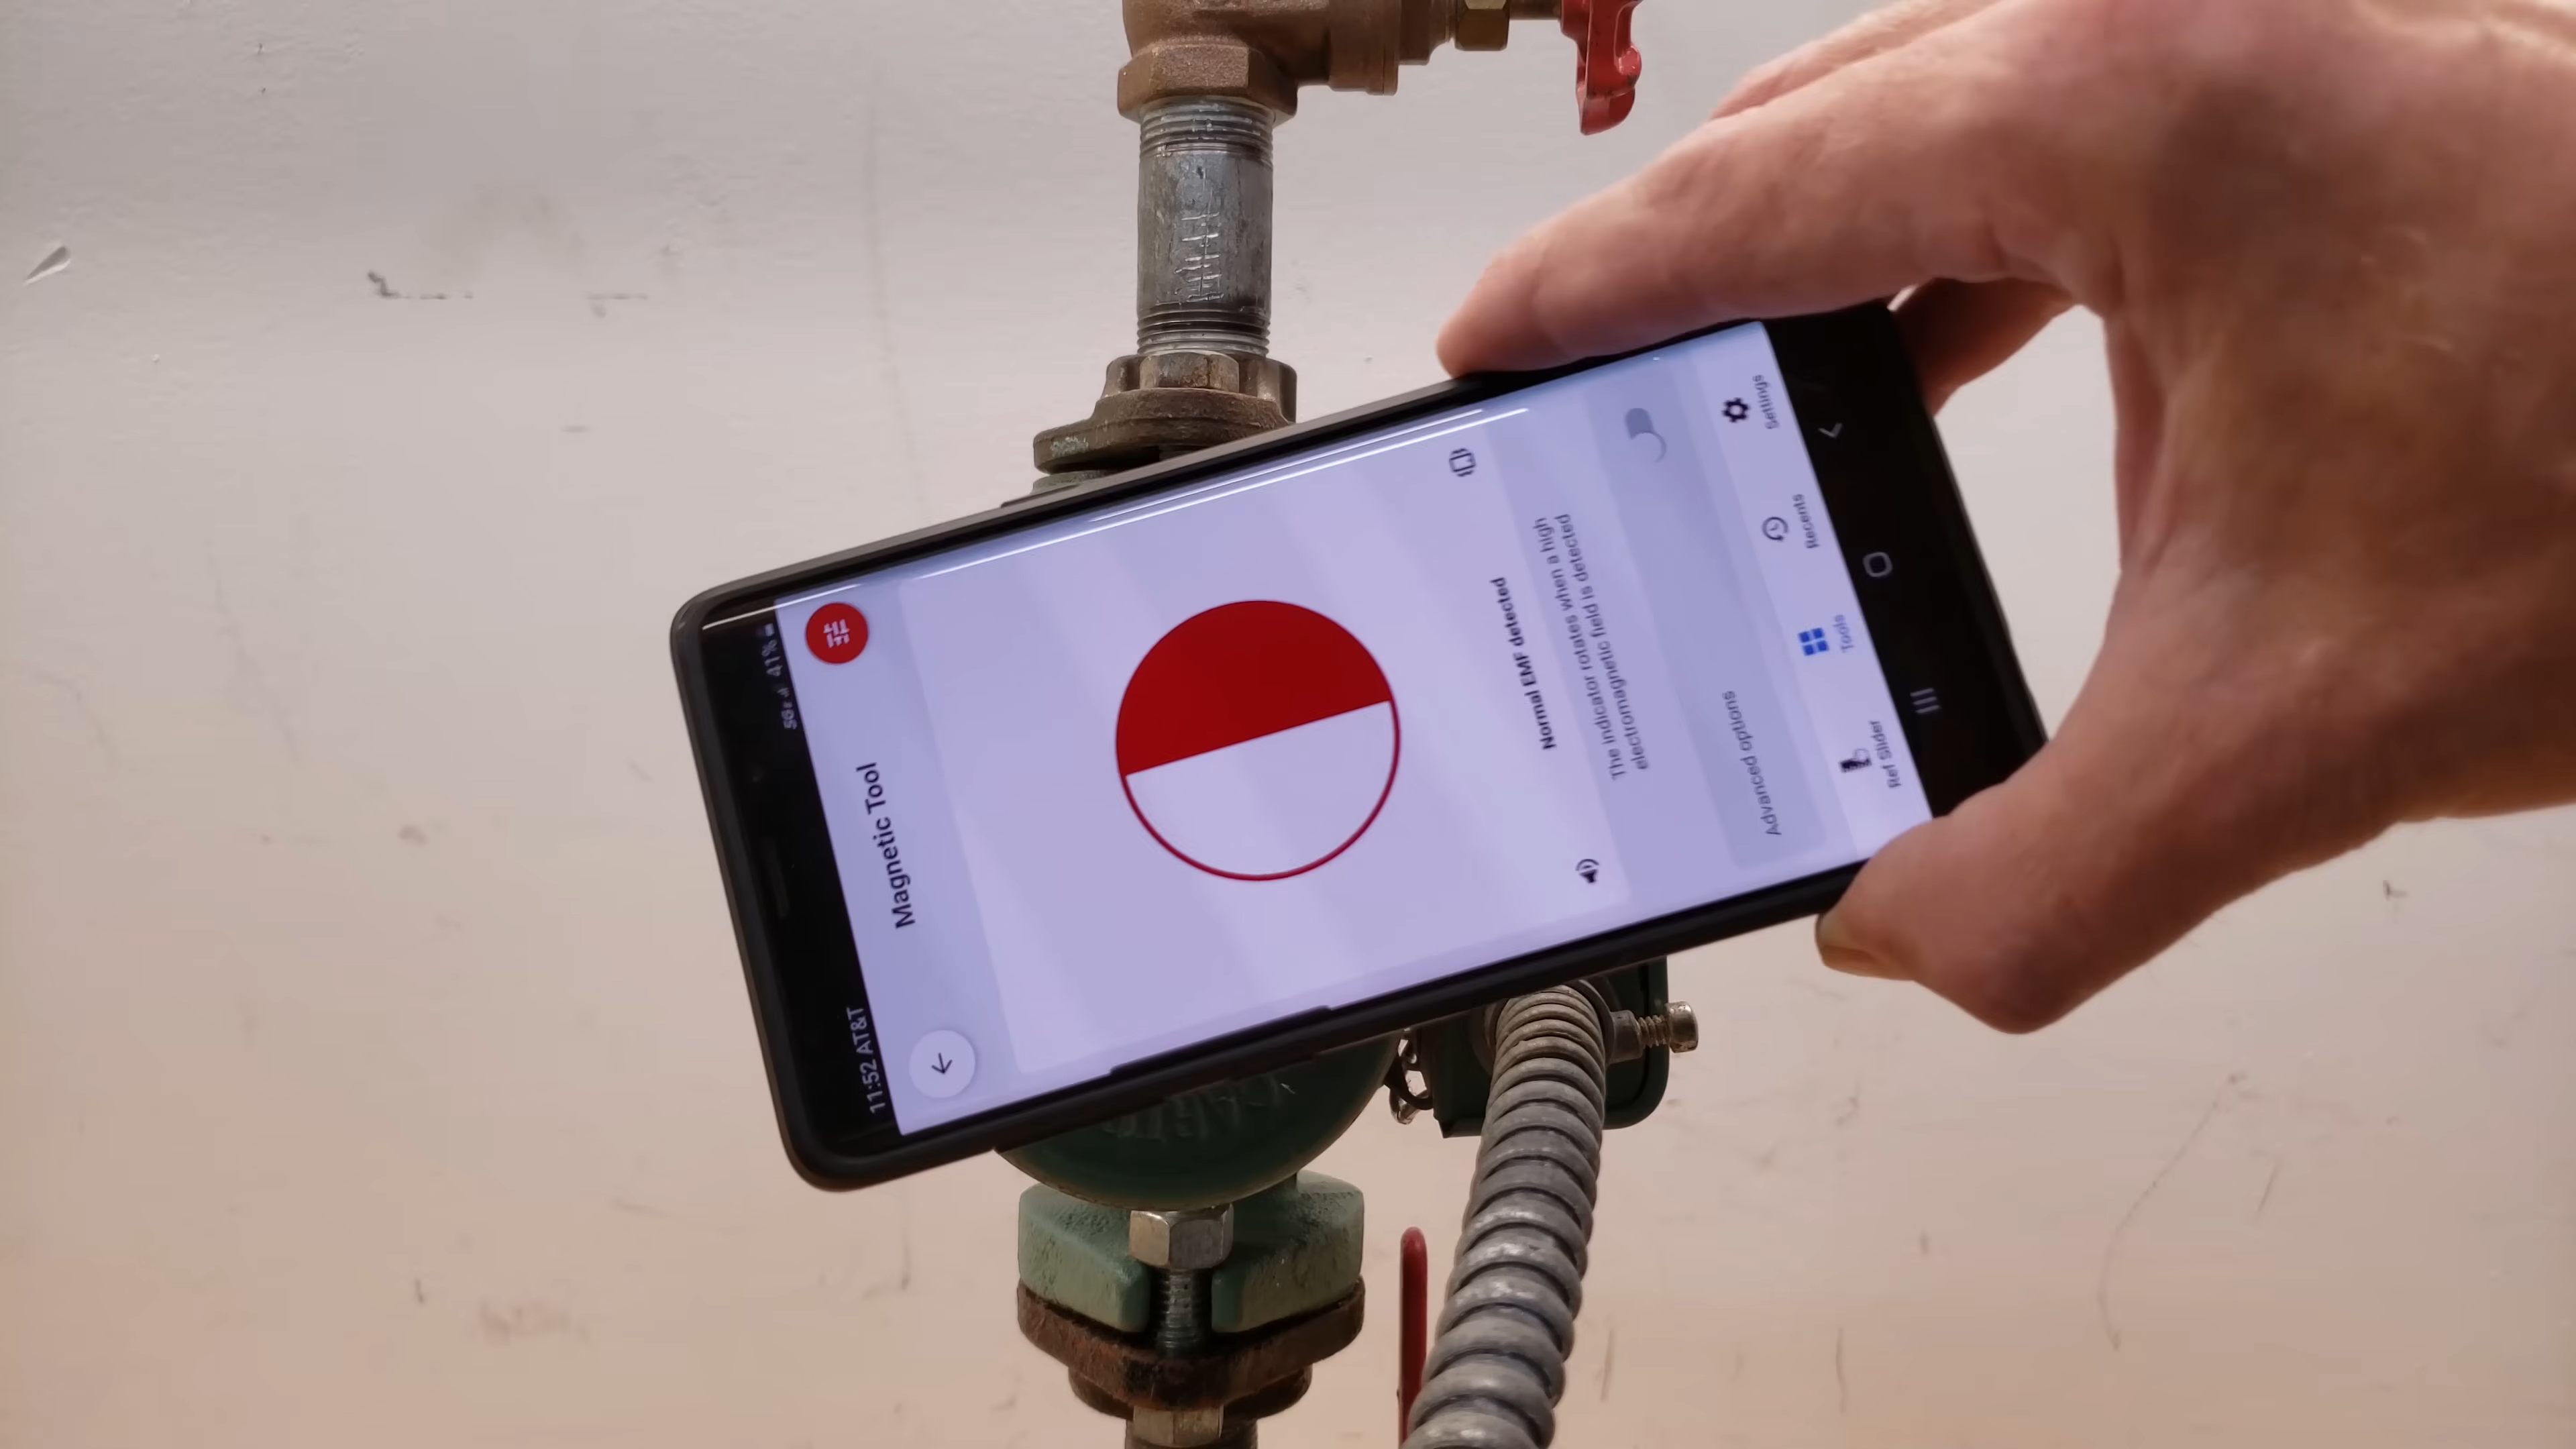 11:52 AT&T
41%
Magnetic Tool
Normal EMF detected
The indicator rotates when a high
electromagnetic field is detected
Advanced options
Ref Slider
Tools
Recents
Settings